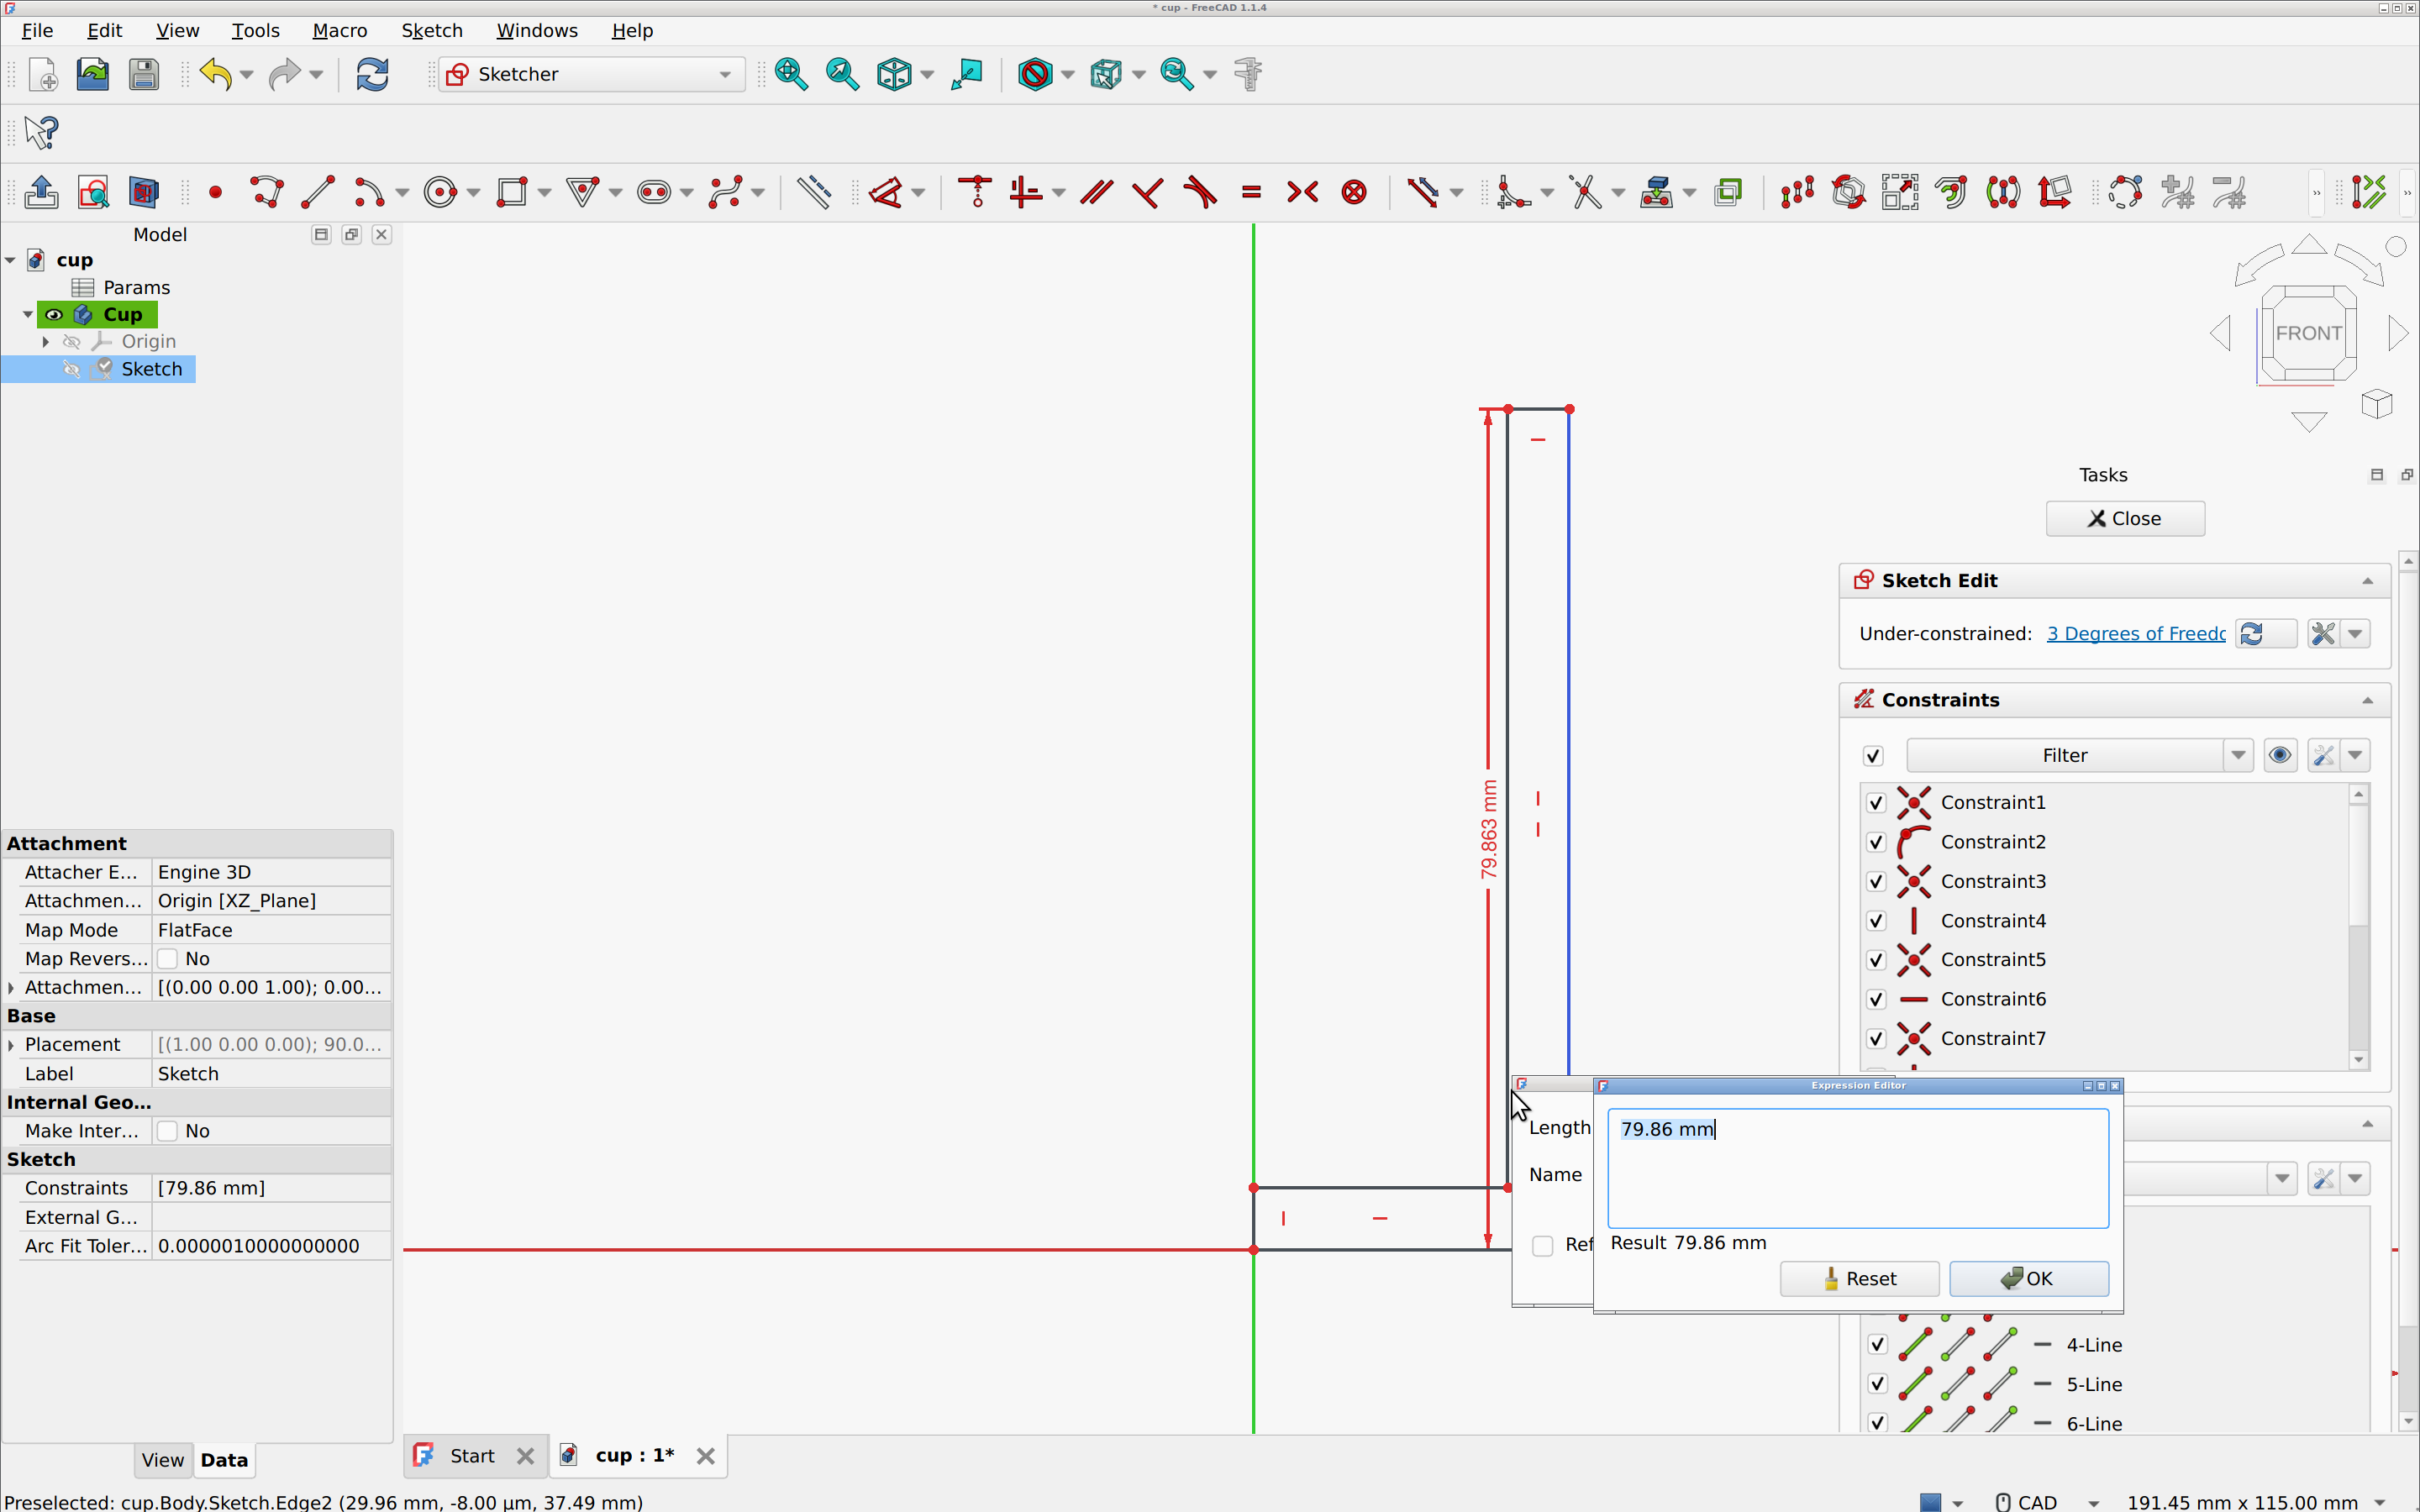 * cup - FreeCAD 1.1.4
File Edit View Tools Macro Sketch Windows Help
Sketcher
Model
cup
Params
Cup
Origin
Sketch
FRONT
Tasks
Close
Sketch Edit
Under-constrained: 3 Degrees of Freedo
Constraints
Filter
Constraint1
Constraint2
Constraint3
Constraint4
Constraint5
Constraint6
Constraint7
79.863 mm
Attachment
Attacher E... Engine 3D
Attachmen... Origin [XZ_Plane]
Map Mode FlatFace
Map Revers... No
Attachmen... [(0.00 0.00 1.00); 0.00...
Base
Placement [(1.00 0.00 0.00); 90.0...
Label Sketch
Internal Geo...
Make Inter... No
Sketch
Constraints [79.86 mm]
External G...
Arc Fit Toler... 0.0000010000000000
Length
Name
Ref
Expression Editor
79.86 mm
Result 79.86 mm
Reset OK
4-Line
5-Line
6-Line
View Data
Start cup : 1*
Preselected: cup.Body.Sketch.Edge2 (29.96 mm, -8.00 µm, 37.49 mm)
CAD 191.45 mm x 115.00 mm